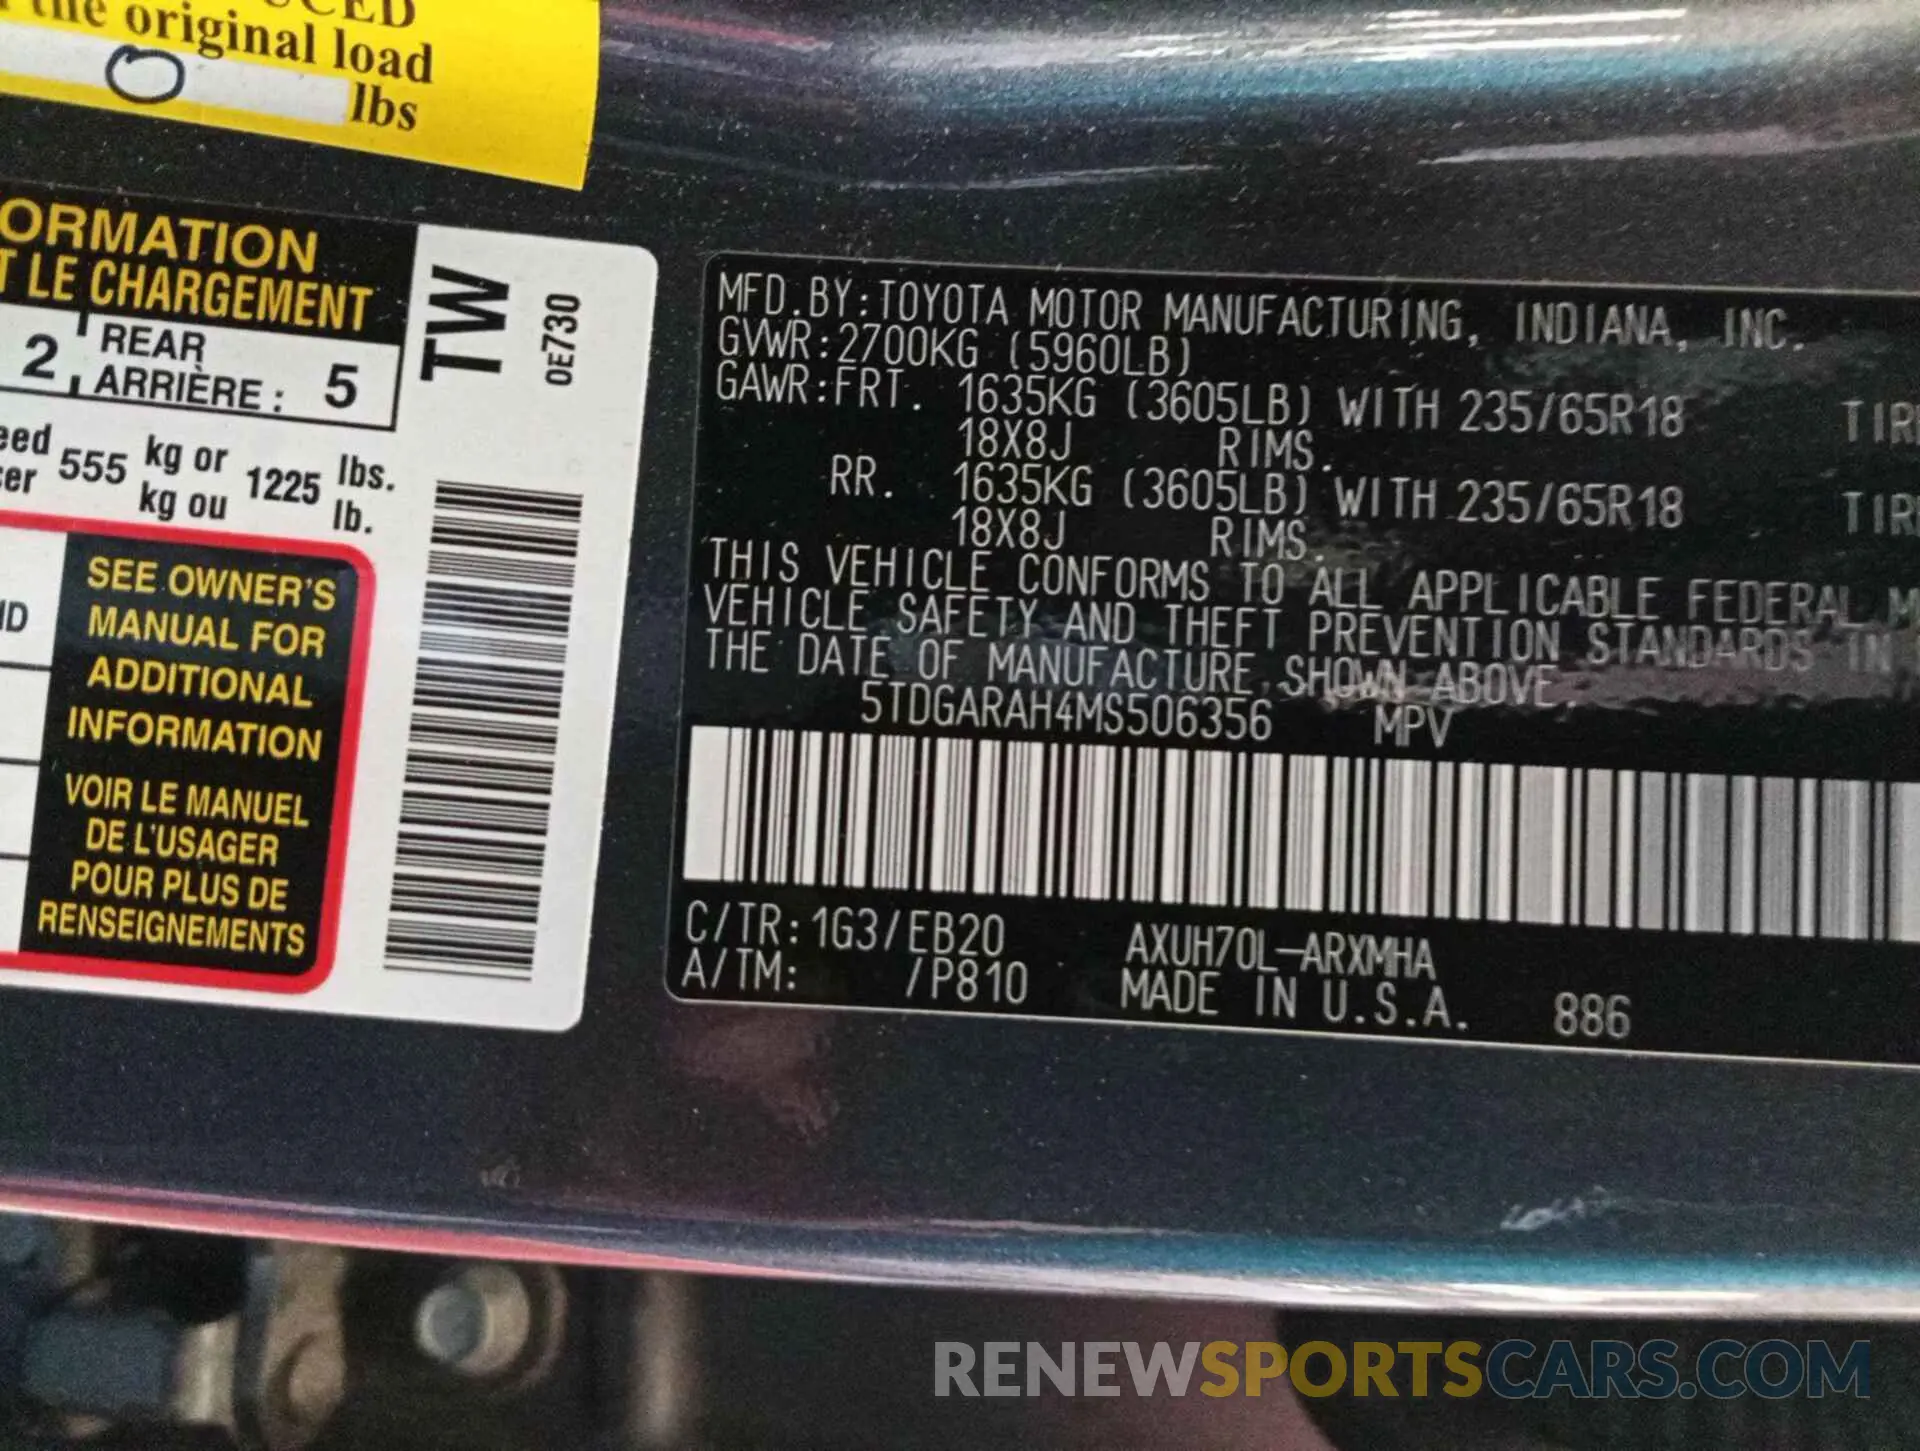 the original load
lbs
ORMATION
T LE CHARGEMENT
2 REAR
ARRIÈRE : 5
555 kg or 1225 lbs.
kg ou lb.
SEE OWNER'S
MANUAL FOR
ADDITIONAL
INFORMATION
VOIR LE MANUEL
DE L'USAGER
POUR PLUS DE
RENSEIGNEMENTS
TW
0E730
MFD.BY:TOYOTA MOTOR MANUFACTURING, INDIANA, INC.
GVWR:2700KG (5960LB)
GAWR:FRT. 1635KG (3605LB) WITH 235/65R18 TIR
18X8J RIMS.
RR. 1635KG (3605LB) WITH 235/65R18 TIR
18X8J RIMS.
THIS VEHICLE CONFORMS TO ALL APPLICABLE FEDERAL M
VEHICLE SAFETY AND THEFT PREVENTION STANDARDS IN
THE DATE OF MANUFACTURE SHOWN ABOVE.
5TDGARAH4MS506356 MPV
C/TR:1G3/EB20 AXUH70L-ARXMHA
A/TM: /P810 MADE IN U.S.A. 886
RENEWSPORTSCARS.COM